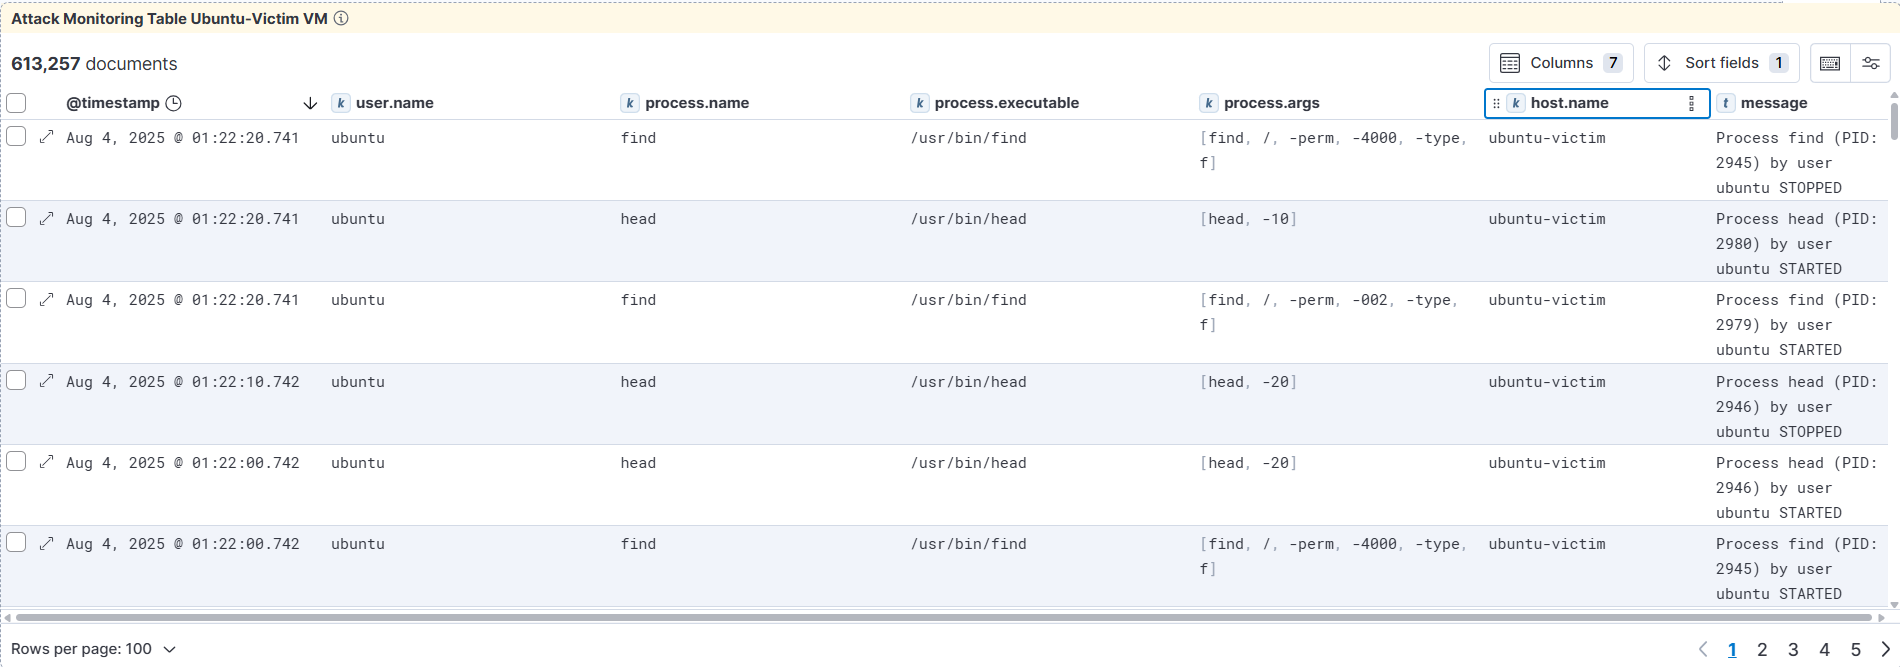 Attack Monitoring Table Ubuntu-Victim VM
613,257 documents
Columns 7 Sort fields 1
@timestamp k user.name k process.name k process.executable k process.args k host.name t message
Aug 4, 2025 @ 01:22:20.741 ubuntu find /usr/bin/find [find, /, -perm, -4000, -type, ubuntu-victim Process find (PID:
f] 2945) by user
ubuntu STOPPED
Aug 4, 2025 @ 01:22:20.741 ubuntu head /usr/bin/head [head, -10] ubuntu-victim Process head (PID:
2980) by user
ubuntu STARTED
Aug 4, 2025 @ 01:22:20.741 ubuntu find /usr/bin/find [find, /, -perm, -002, -type, ubuntu-victim Process find (PID:
f] 2979) by user
ubuntu STARTED
Aug 4, 2025 @ 01:22:10.742 ubuntu head /usr/bin/head [head, -20] ubuntu-victim Process head (PID:
2946) by user
ubuntu STOPPED
Aug 4, 2025 @ 01:22:00.742 ubuntu head /usr/bin/head [head, -20] ubuntu-victim Process head (PID:
2946) by user
ubuntu STARTED
Aug 4, 2025 @ 01:22:00.742 ubuntu find /usr/bin/find [find, /, -perm, -4000, -type, ubuntu-victim Process find (PID:
f] 2945) by user
ubuntu STARTED
Rows per page: 100 1 2 3 4 5